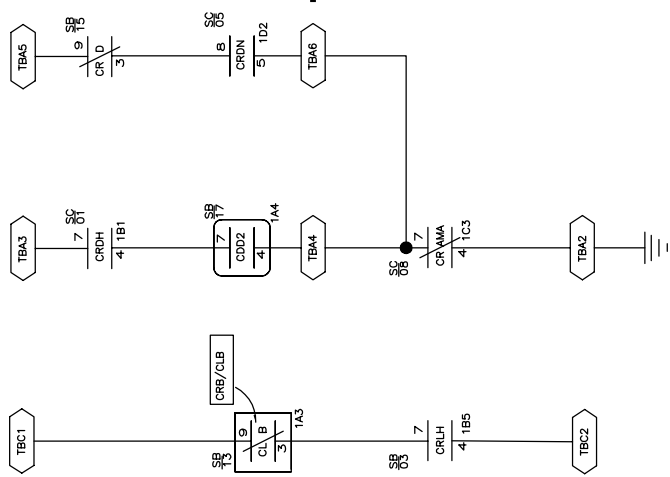 TBA5
SB
15
9
CR D
3
SC
05
8
CRDN
5
1D2
TBA6
TBA3
SC
01
7
CRDH
4
1B1
SB
17
7
CDD2
4
1A4
TBA4
SC
08
7
CR AMA
4
1C3
TBA2
TBC1
CRB/CLB
SB
13
9
CL B
3
1A3
SB
03
7
CRLH
4
1B5
TBC2